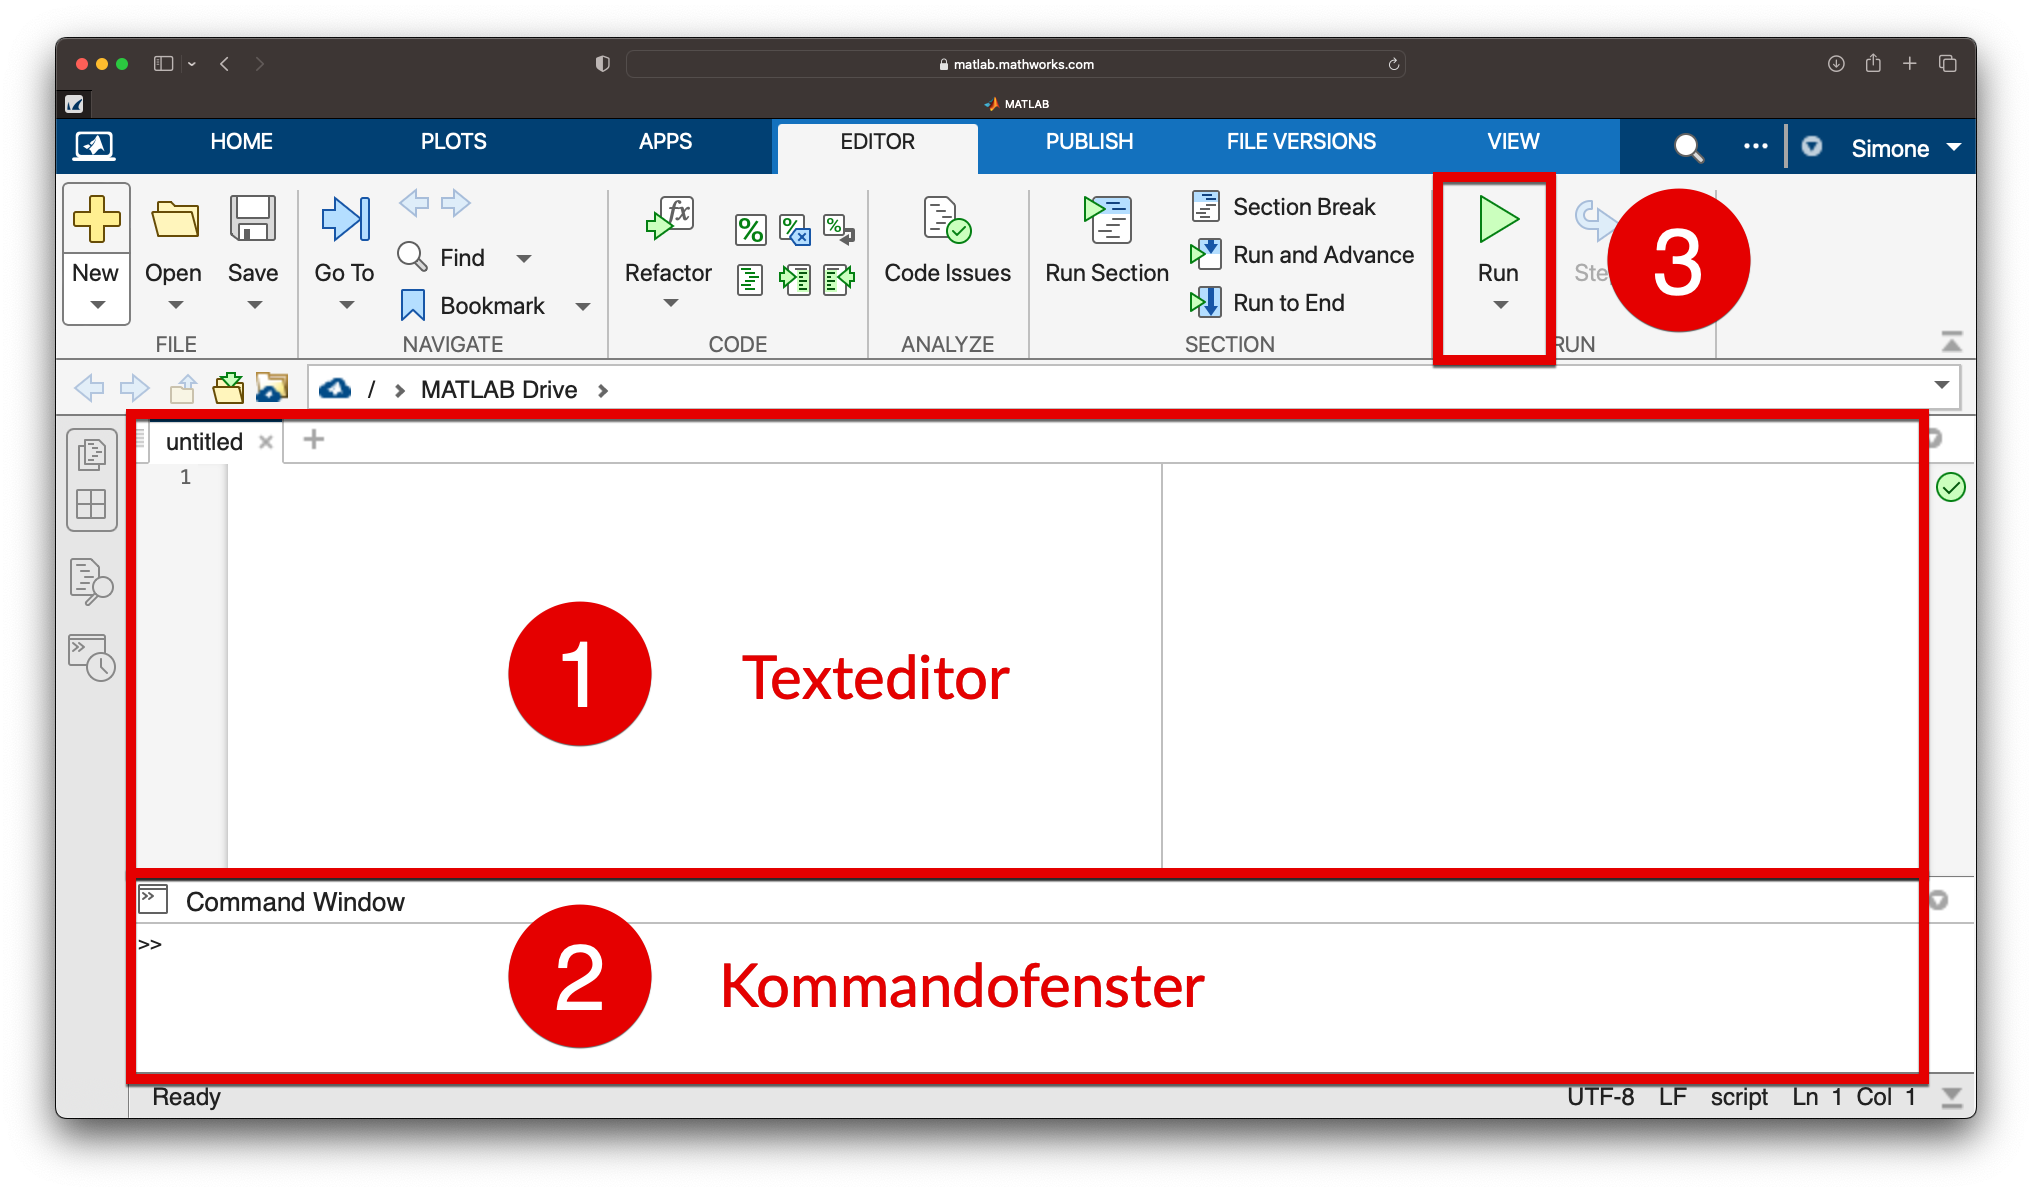 matlab.mathworks.com
MATLAB
HOME PLOTS APPS EDITOR PUBLISH FILE VERSIONS VIEW Simone
New Open Save Go To Find Bookmark Refactor Code Issues Run Section Section Break Run and Advance Run to End Run Ste 3
FILE NAVIGATE CODE ANALYZE SECTION RUN
/ > MATLAB Drive >
untitled × +
1
1 Texteditor
Command Window
>>
2 Kommandofenster
Ready UTF-8 LF script Ln 1 Col 1